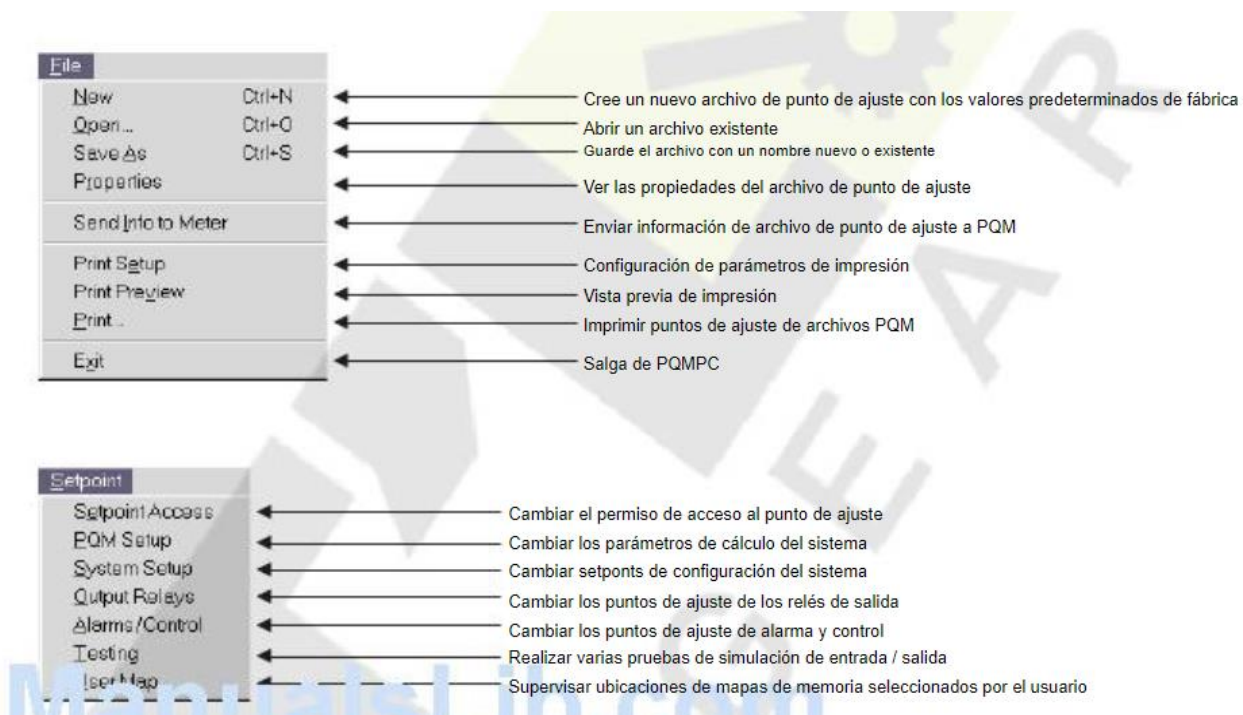 File
New Ctrl+N Cree un nuevo archivo de punto de ajuste con los valores predeterminados de fábrica
Open... Ctrl+O Abrir un archivo existente
Save As Ctrl+S Guarde el archivo con un nombre nuevo o existente
Properties Ver las propiedades del archivo de punto de ajuste
Send Info to Meter Enviar información de archivo de punto de ajuste a PQM
Print Setup Configuración de parámetros de impresión
Print Preview Vista previa de impresión
Print... Imprimir puntos de ajuste de archivos PQM
Exit Salga de PQMPC
Setpoint
Setpoint Access Cambiar el permiso de acceso al punto de ajuste
PQM Setup Cambiar los parámetros de cálculo del sistema
System Setup Cambiar setponts de configuración del sistema
Output Relays Cambiar los puntos de ajuste de los relés de salida
Alarms/Control Cambiar los puntos de ajuste de alarma y control
Testing Realizar varias pruebas de simulación de entrada / salida
User Map Supervisar ubicaciones de mapas de memoria seleccionados por el usuario
ManualsLib.com
GEAR